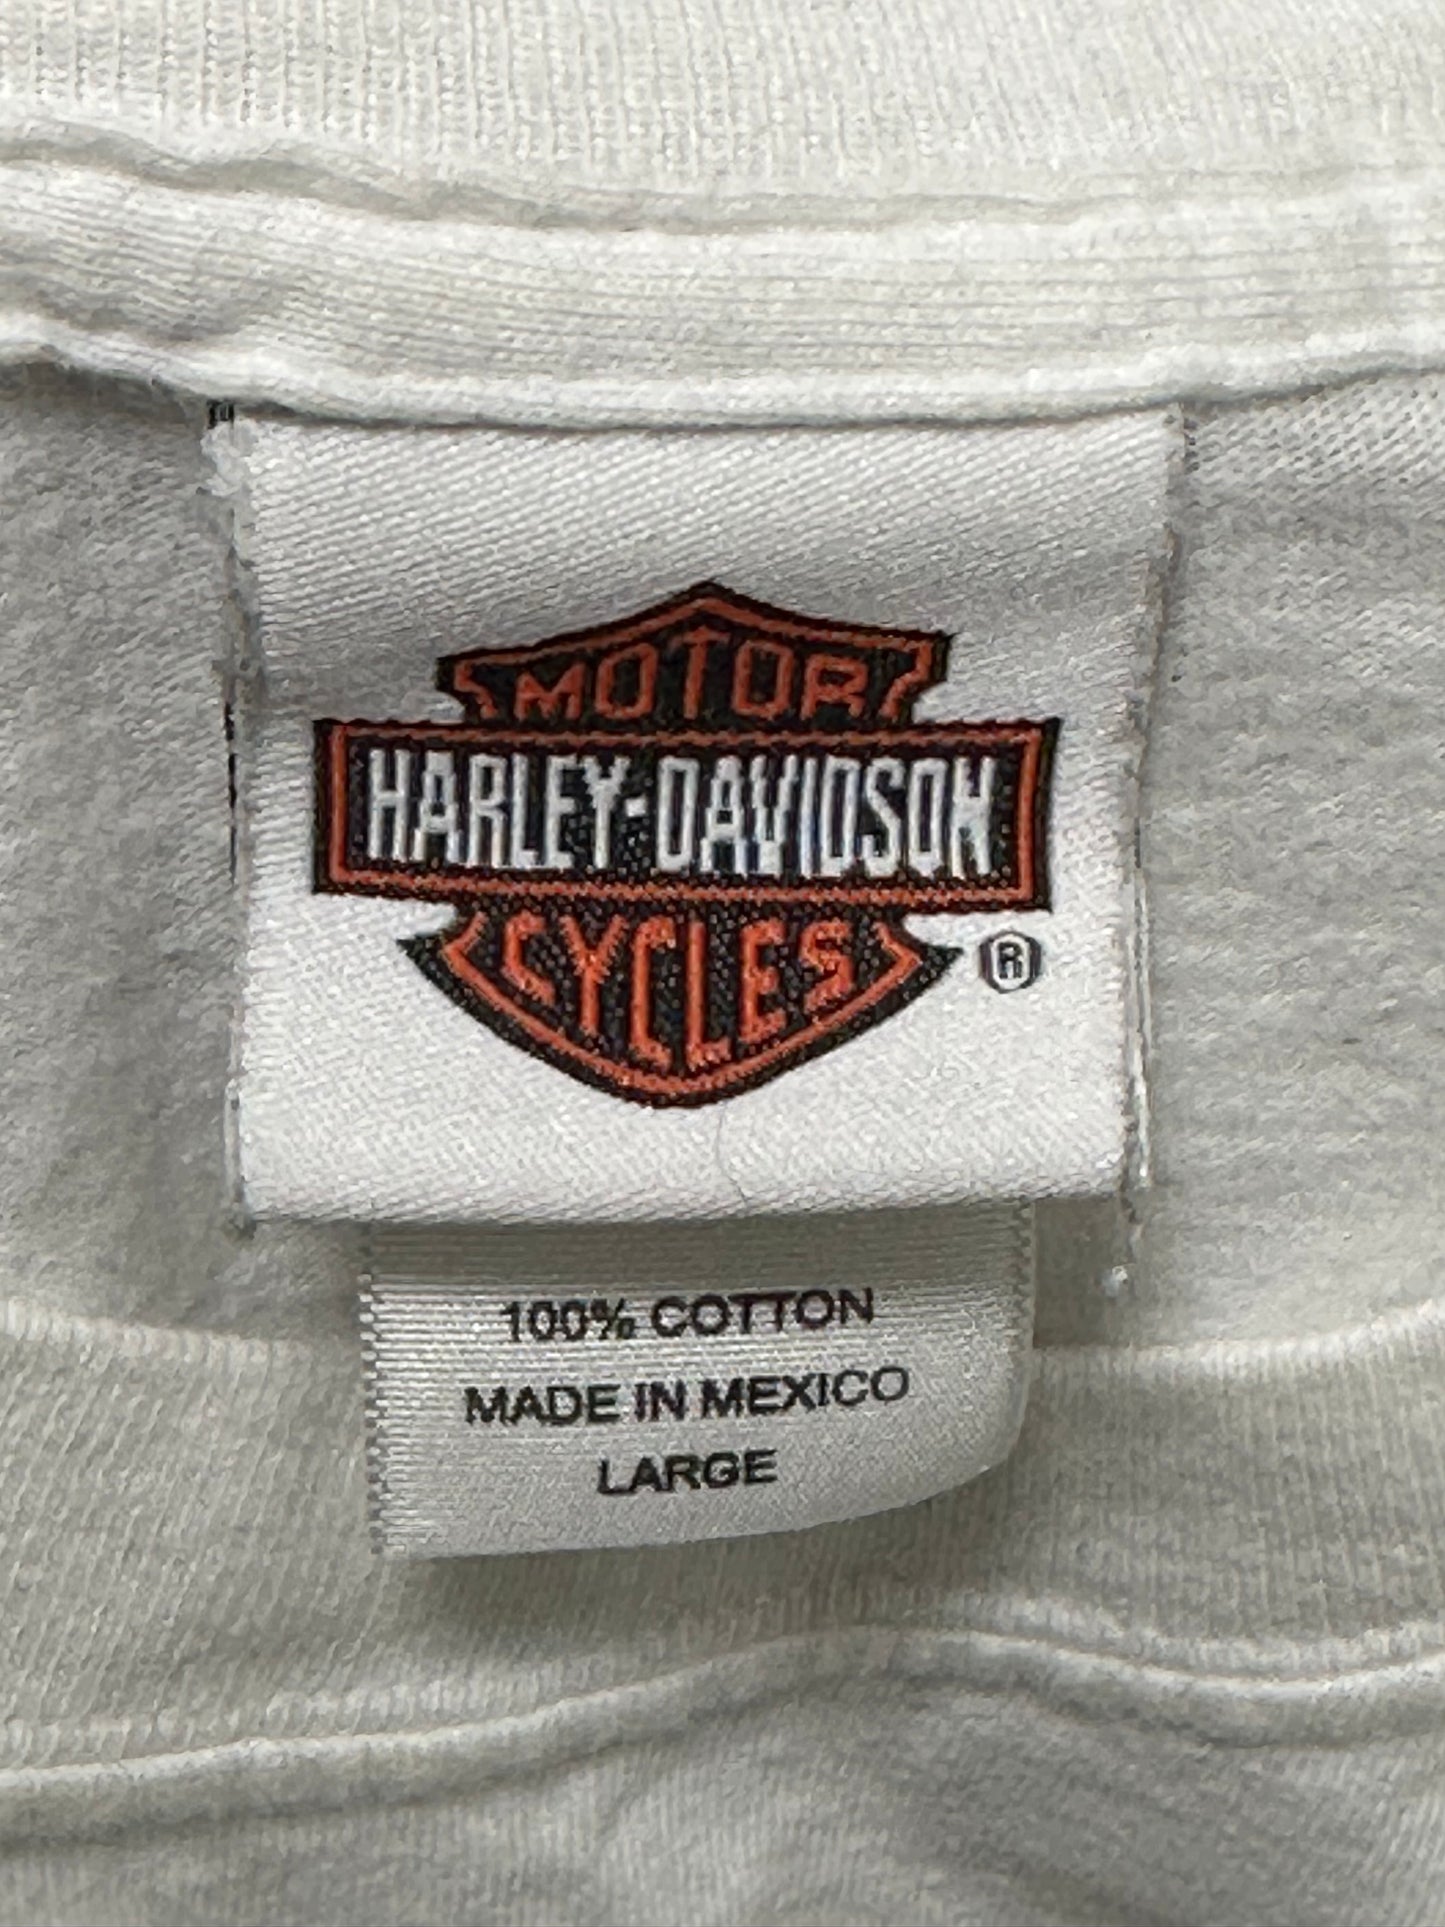 MOTOR
HARLEY-DAVIDSON
CYCLES
®
100% COTTON
MADE IN MEXICO
LARGE